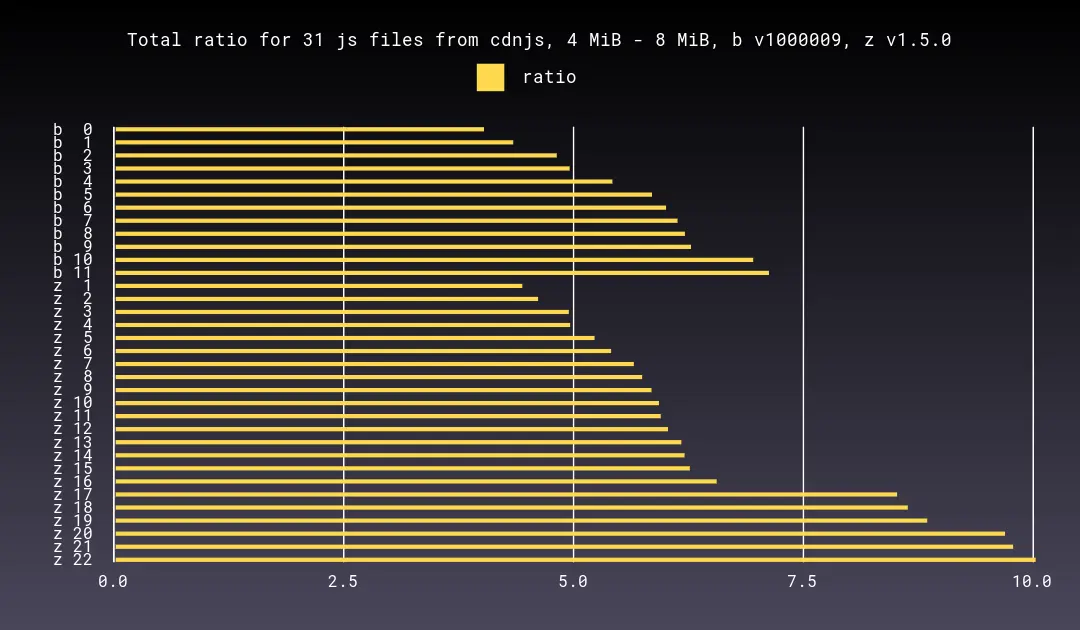 Total ratio for 31 js files from cdnjs, 4 MiB - 8 MiB, b v1000009, z v1.5.0
ratio
b 0
b 1
b 2
b 3
b 4
b 5
b 6
b 7
b 8
b 9
b 10
b 11
z 1
z 2
z 3
z 4
z 5
z 6
z 7
z 8
z 9
z 10
z 11
z 12
z 13
z 14
z 15
z 16
z 17
z 18
z 19
z 20
z 21
z 22
0.0 2.5 5.0 7.5 10.0